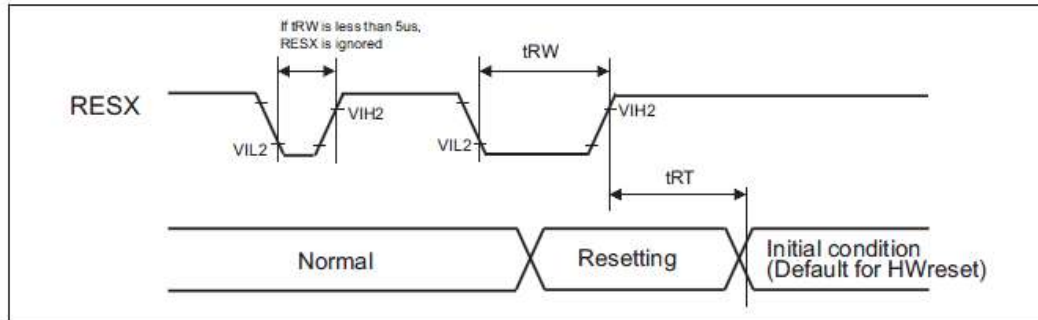 If tRW is less than 5us,
RESX is ignored
tRW
RESX
VIH2
VIH2
VIL2
VIL2
tRT
Normal
Resetting
Initial condition
(Default for HWreset)